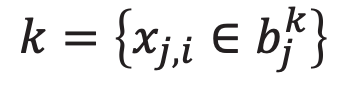 k = {x_{j,i} ∈ b_j^k}